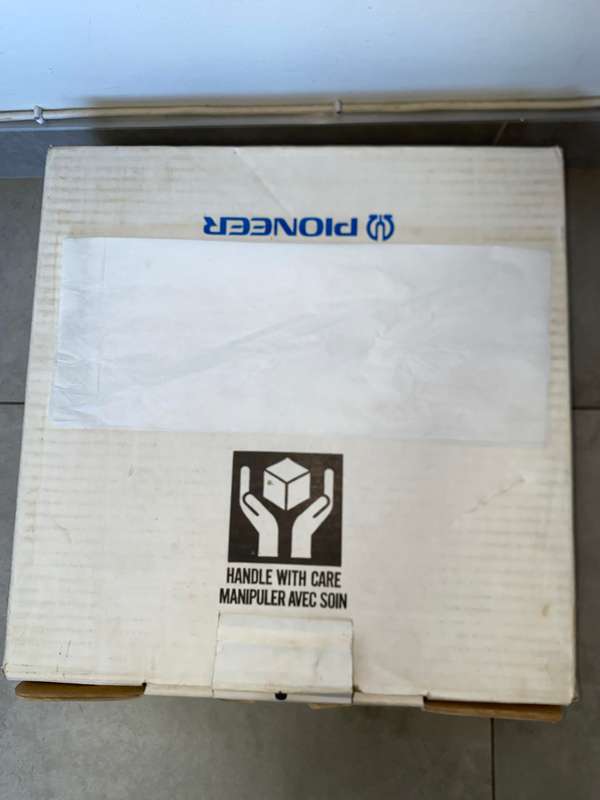 PIONEER
HANDLE WITH CARE
MANIPULER AVEC SOIN